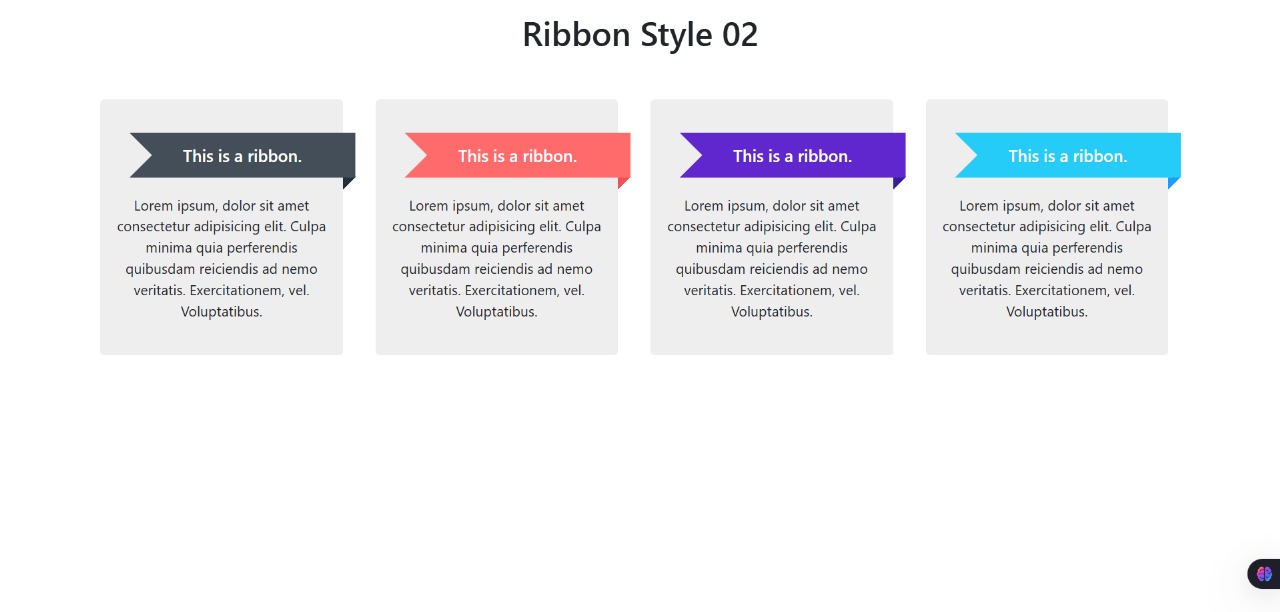 Ribbon Style 02
This is a ribbon.
Lorem ipsum, dolor sit amet
consectetur adipisicing elit. Culpa
minima quia perferendis
quibusdam reiciendis ad nemo
veritatis. Exercitationem, vel.
Voluptatibus.
This is a ribbon.
Lorem ipsum, dolor sit amet
consectetur adipisicing elit. Culpa
minima quia perferendis
quibusdam reiciendis ad nemo
veritatis. Exercitationem, vel.
Voluptatibus.
This is a ribbon.
Lorem ipsum, dolor sit amet
consectetur adipisicing elit. Culpa
minima quia perferendis
quibusdam reiciendis ad nemo
veritatis. Exercitationem, vel.
Voluptatibus.
This is a ribbon.
Lorem ipsum, dolor sit amet
consectetur adipisicing elit. Culpa
minima quia perferendis
quibusdam reiciendis ad nemo
veritatis. Exercitationem, vel.
Voluptatibus.